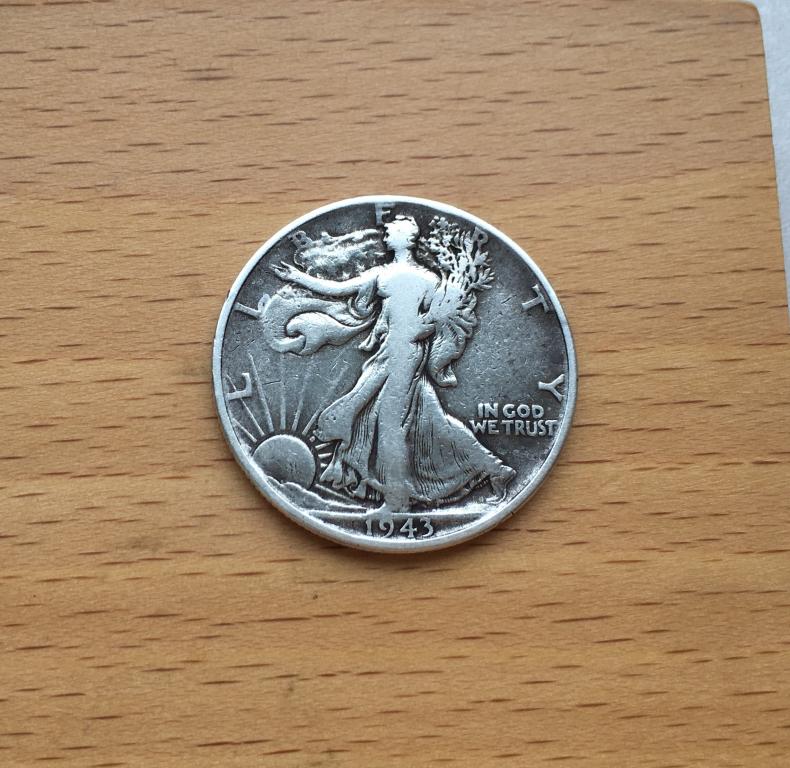 LIBERTY
IN GOD
WE TRUST
1943